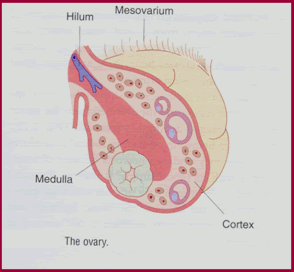 Mesovarium
Hilum
Medulla
Cortex
The ovary.